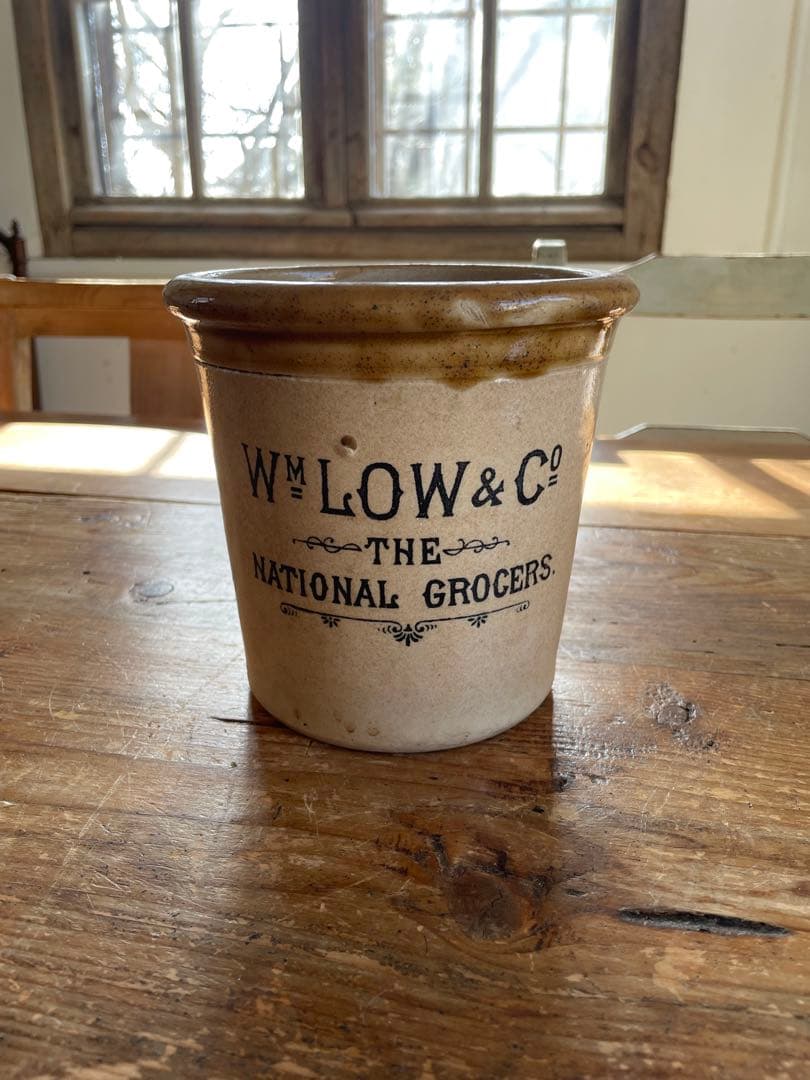 Wᴹ LOW & Cᴼ
THE
NATIONAL GROCERS.